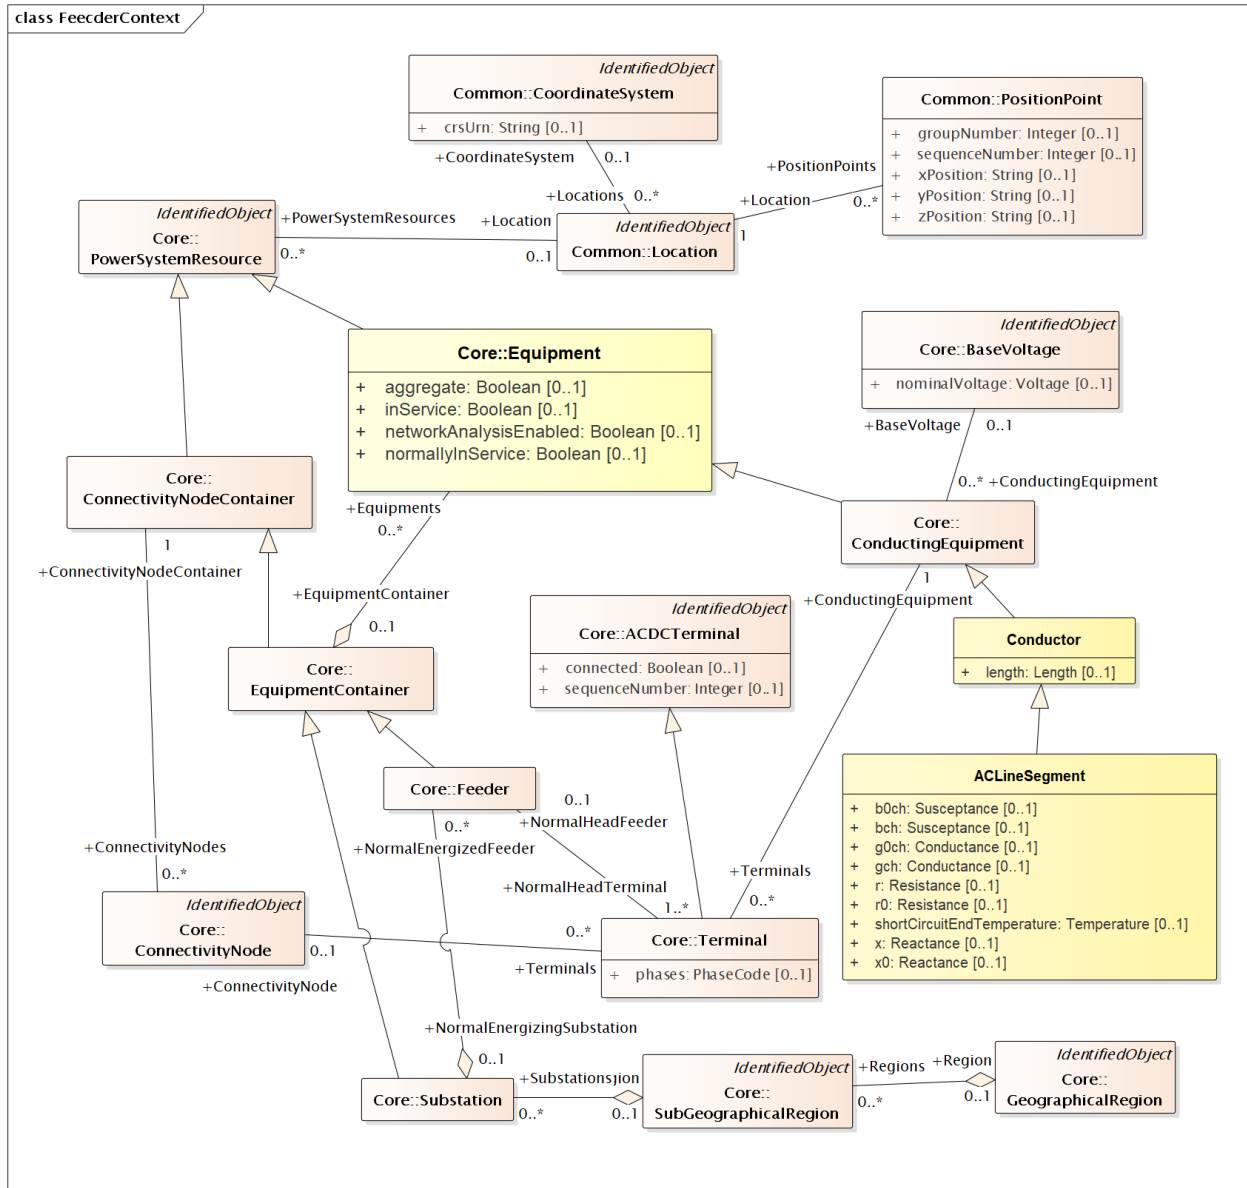 class FeecderContext
IdentifiedObject
Common::CoordinateSystem
+ crsUrn: String [0..1]
+CoordinateSystem
0..1
+Locations
0..*
Common::PositionPoint
+ groupNumber: Integer [0..1]
+ sequenceNumber: Integer [0..1]
+ xPosition: String [0..1]
+ yPosition: String [0..1]
+ zPosition: String [0..1]
+PositionPoints
0..*
+Location
1
IdentifiedObject
Common::Location
+Location
0..1
+PowerSystemResources
0..*
IdentifiedObject
Core::
PowerSystemResource
Core::Equipment
+ aggregate: Boolean [0..1]
+ inService: Boolean [0..1]
+ networkAnalysisEnabled: Boolean [0..1]
+ normallyInService: Boolean [0..1]
IdentifiedObject
Core::BaseVoltage
+ nominalVoltage: Voltage [0..1]
+BaseVoltage
0..1
0..*
+ConductingEquipment
Core::
ConnectivityNodeContainer
1
+ConnectivityNodeContainer
+Equipments
0..*
+EquipmentContainer
0..1
Core::
ConductingEquipment
1
+ConductingEquipment
IdentifiedObject
Core::ACDCTerminal
+ connected: Boolean [0..1]
+ sequenceNumber: Integer [0..1]
Conductor
+ length: Length [0..1]
Core::
EquipmentContainer
ACLineSegment
+ b0ch: Susceptance [0..1]
+ bch: Susceptance [0..1]
+ g0ch: Conductance [0..1]
+ gch: Conductance [0..1]
+ r: Resistance [0..1]
+ r0: Resistance [0..1]
+ shortCircuitEndTemperature: Temperature [0..1]
+ x: Reactance [0..1]
+ x0: Reactance [0..1]
Core::Feeder
0..1
+NormalHeadFeeder
0..*
+NormalEnergizedFeeder
+ConnectivityNodes
0..*
+NormalHeadTerminal
1..*
+Terminals
0..*
IdentifiedObject
Core::
ConnectivityNode
0..1
+ConnectivityNode
0..*
+Terminals
Core::Terminal
+ phases: PhaseCode [0..1]
+NormalEnergizingSubstation
0..1
Core::Substation
+Substations
0..*
gion
0..1
IdentifiedObject
Core::
SubGeographicalRegion
+Regions
0..*
+Region
0..1
IdentifiedObject
Core::
GeographicalRegion